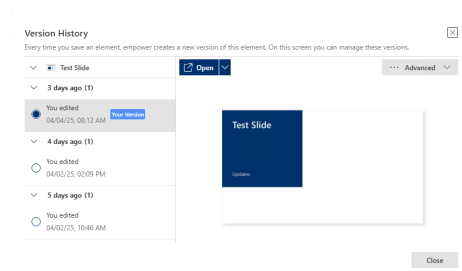 Version History
Every time you save an element, empower creates a new version of this element. On this screen you can manage these versions.
Test Slide
Open
··· Advanced
3 days ago (1)
You edited
04/04/25, 08:12 AM
Your Version
4 days ago (1)
You edited
04/02/25, 02:09 PM
5 days ago (1)
You edited
04/02/25, 10:46 AM
Test Slide
Updates
Close